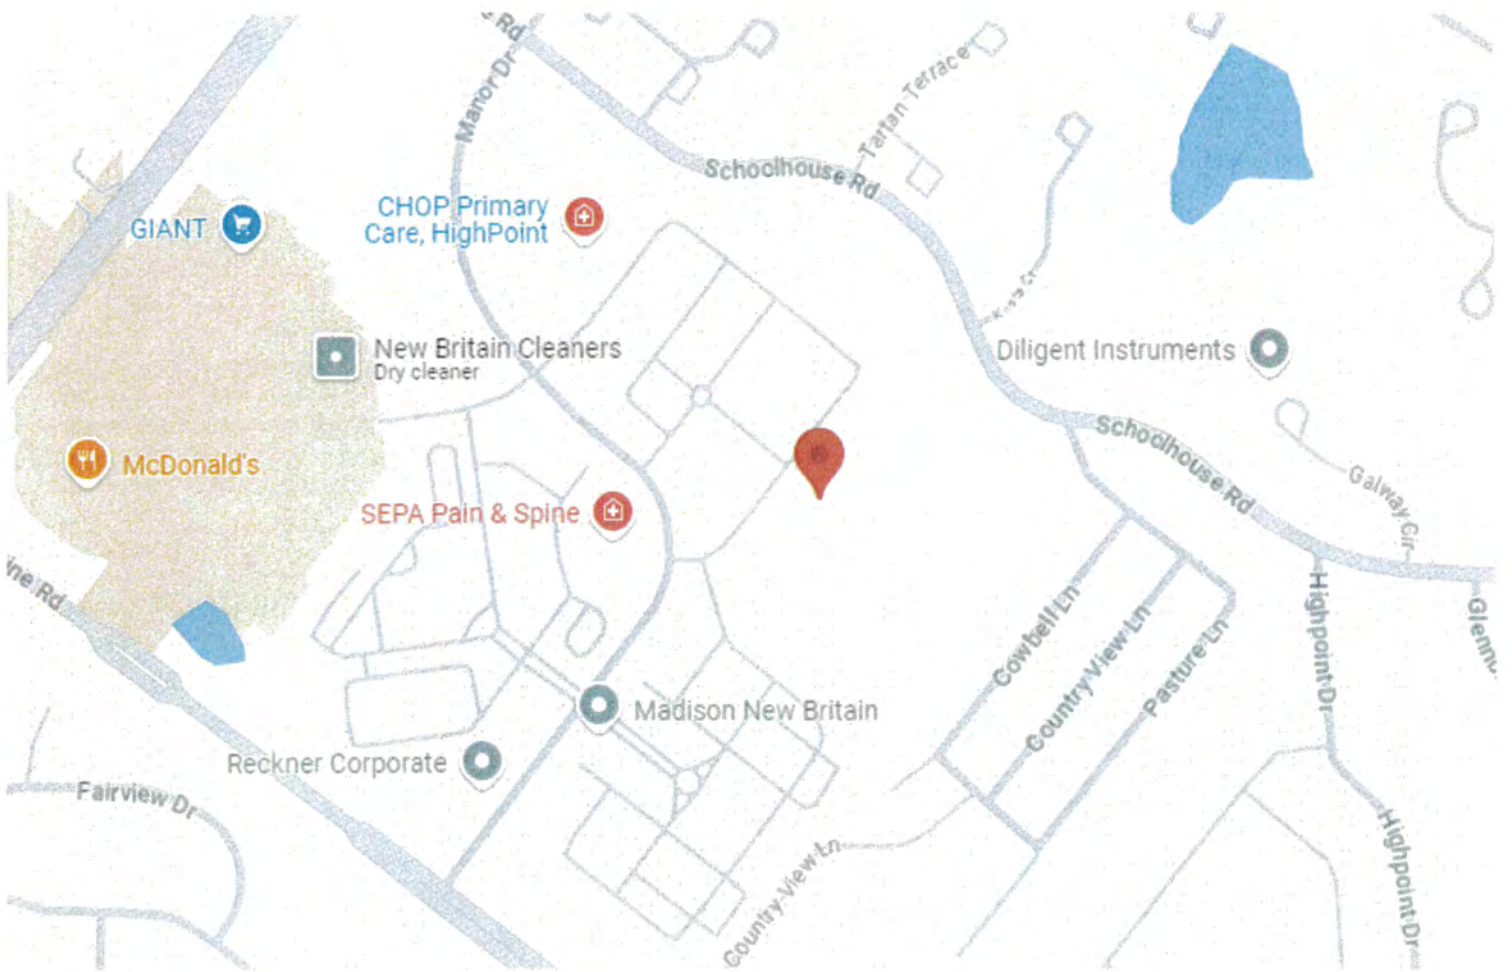 Rd
Manor Dr
Tartan Terrace
Schoolhouse Rd
GIANT
CHOP Primary
Care, HighPoint
New Britain Cleaners
Dry cleaner
Diligent Instruments
McDonald's
Schoolhouse Rd
Galway Cir
SEPA Pain & Spine
ine Rd
Cowbell Ln
Country View Ln
Pasture Ln
Highpoint Dr
Glenn
Madison New Britain
Reckner Corporate
Fairview Dr
Country View Ln
Highpoint Dr